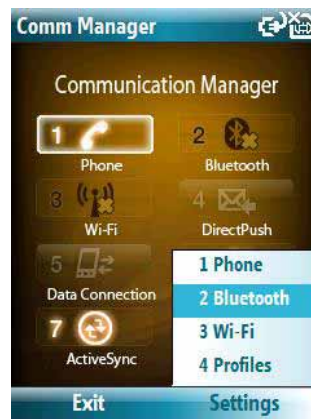 Comm Manager
Communication Manager
1
Phone
2
Bluetooth
3
Wi-Fi
4
DirectPush
5
Data Connection
7
ActiveSync
1 Phone
2 Bluetooth
3 Wi-Fi
4 Profiles
Exit
Settings